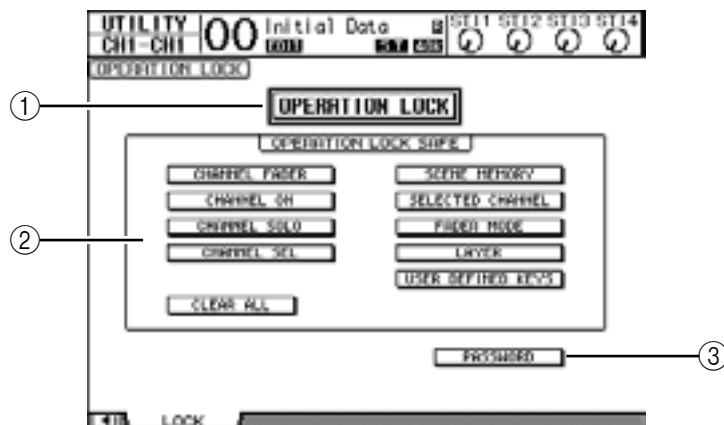 UTILITY
CH1-CH1
00
Initial Data
EDIT
ST1 ST2 ST3 ST4
OPERATION LOCK
① OPERATION LOCK
OPERATION LOCK SAFE
CHANNEL FADER SCENE MEMORY
CHANNEL ON SELECTED CHANNEL
② CHANNEL SOLO FADER MODE
CHANNEL SEL LAYER
USER DEFINED KEYS
CLEAR ALL
PASSWORD ③
LOCK